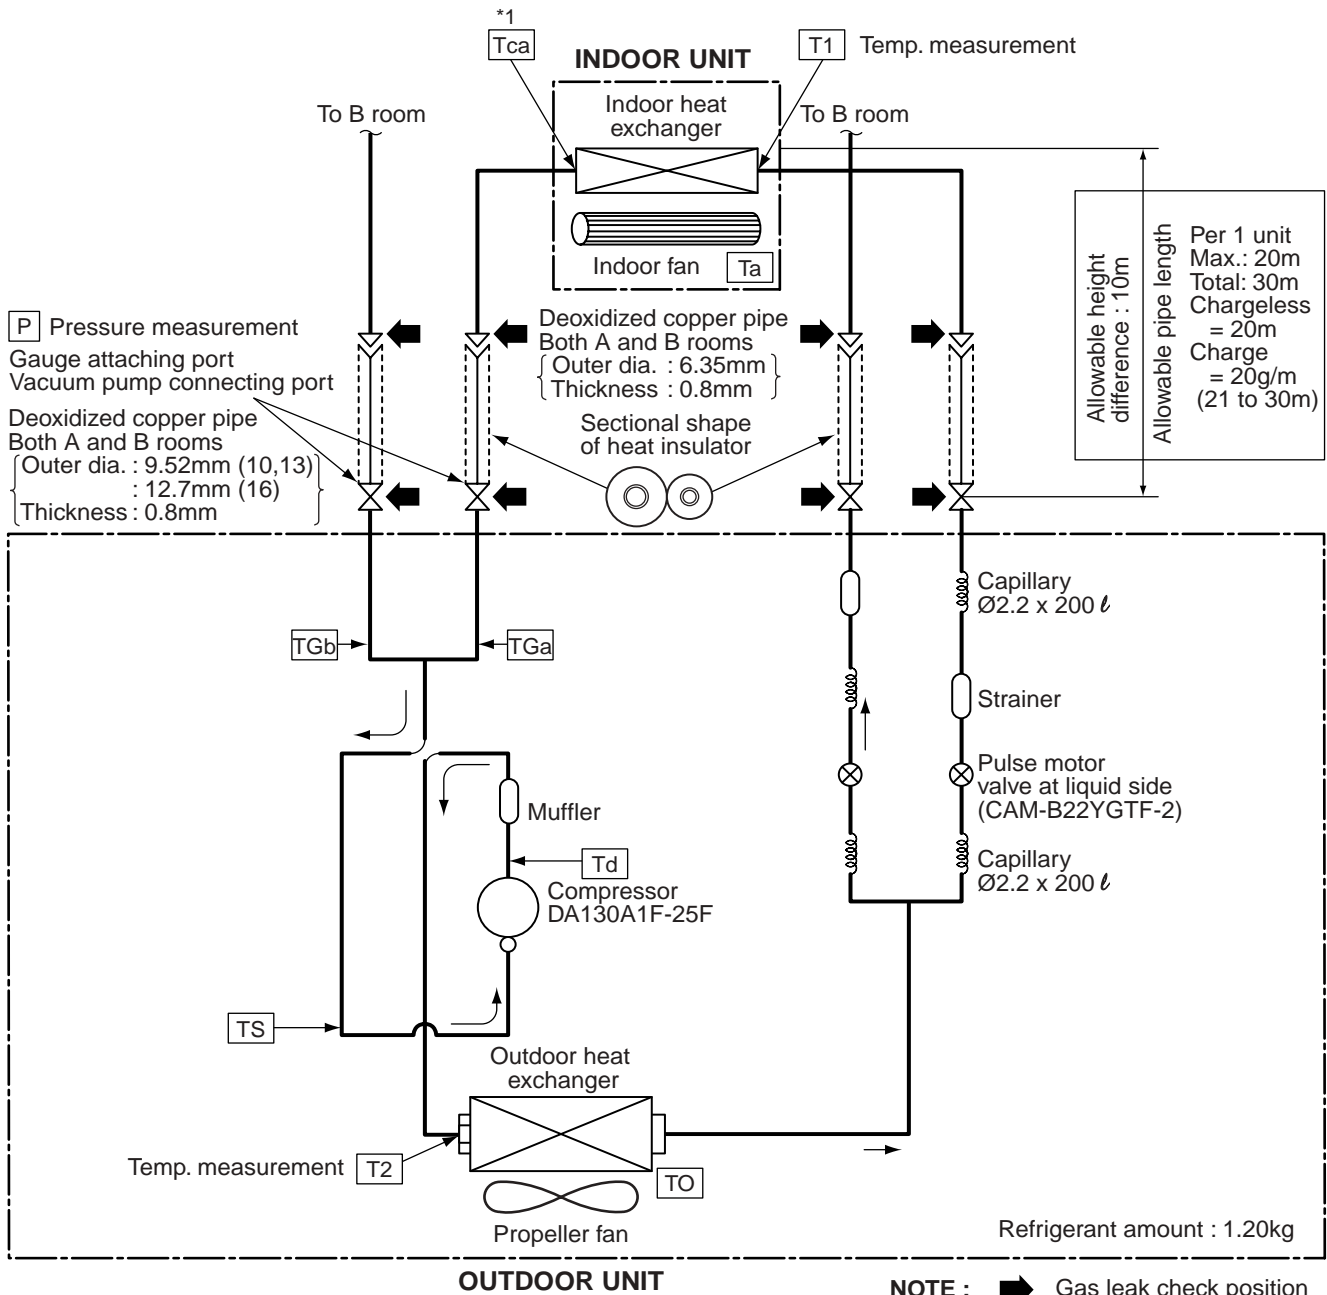 *1
Tca
T1 Temp. measurement
INDOOR UNIT
To B room
Indoor heat
exchanger
To B room
Indoor fan
Ta
Allowable height
difference : 10m
Allowable pipe length
Per 1 unit
Max.: 20m
Total: 30m
Chargeless
= 20m
Charge
= 20g/m
(21 to 30m)
P Pressure measurement
Gauge attaching port
Vacuum pump connecting port
Deoxidized copper pipe
Both A and B rooms
Outer dia. : 9.52mm (10,13)
: 12.7mm (16)
Thickness : 0.8mm
Deoxidized copper pipe
Both A and B rooms
Outer dia. : 6.35mm
Thickness : 0.8mm
Sectional shape
of heat insulator
Capillary
Ø2.2 x 200 ℓ
TGb
TGa
Strainer
Pulse motor
valve at liquid side
(CAM-B22YGTF-2)
Muffler
Td
Capillary
Ø2.2 x 200 ℓ
Compressor
DA130A1F-25F
TS
Outdoor heat
exchanger
Temp. measurement T2
TO
Propeller fan
Refrigerant amount : 1.20kg
OUTDOOR UNIT
NOTE : Gas leak check position